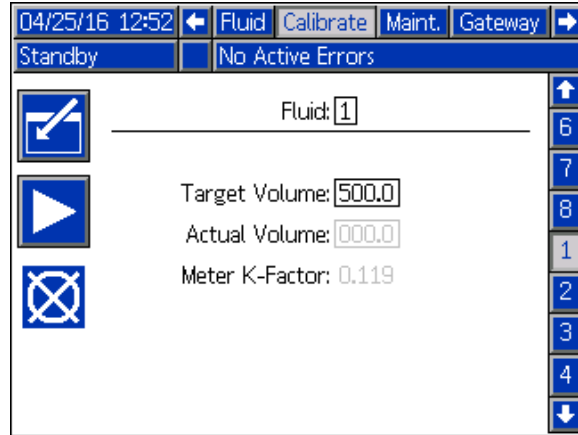 04/25/16 12:52 Fluid Calibrate Maint. Gateway
Standby No Active Errors
Fluid: 1
Target Volume: 500.0
Actual Volume: 000.0
Meter K-Factor: 0.119
6
7
8
1
2
3
4